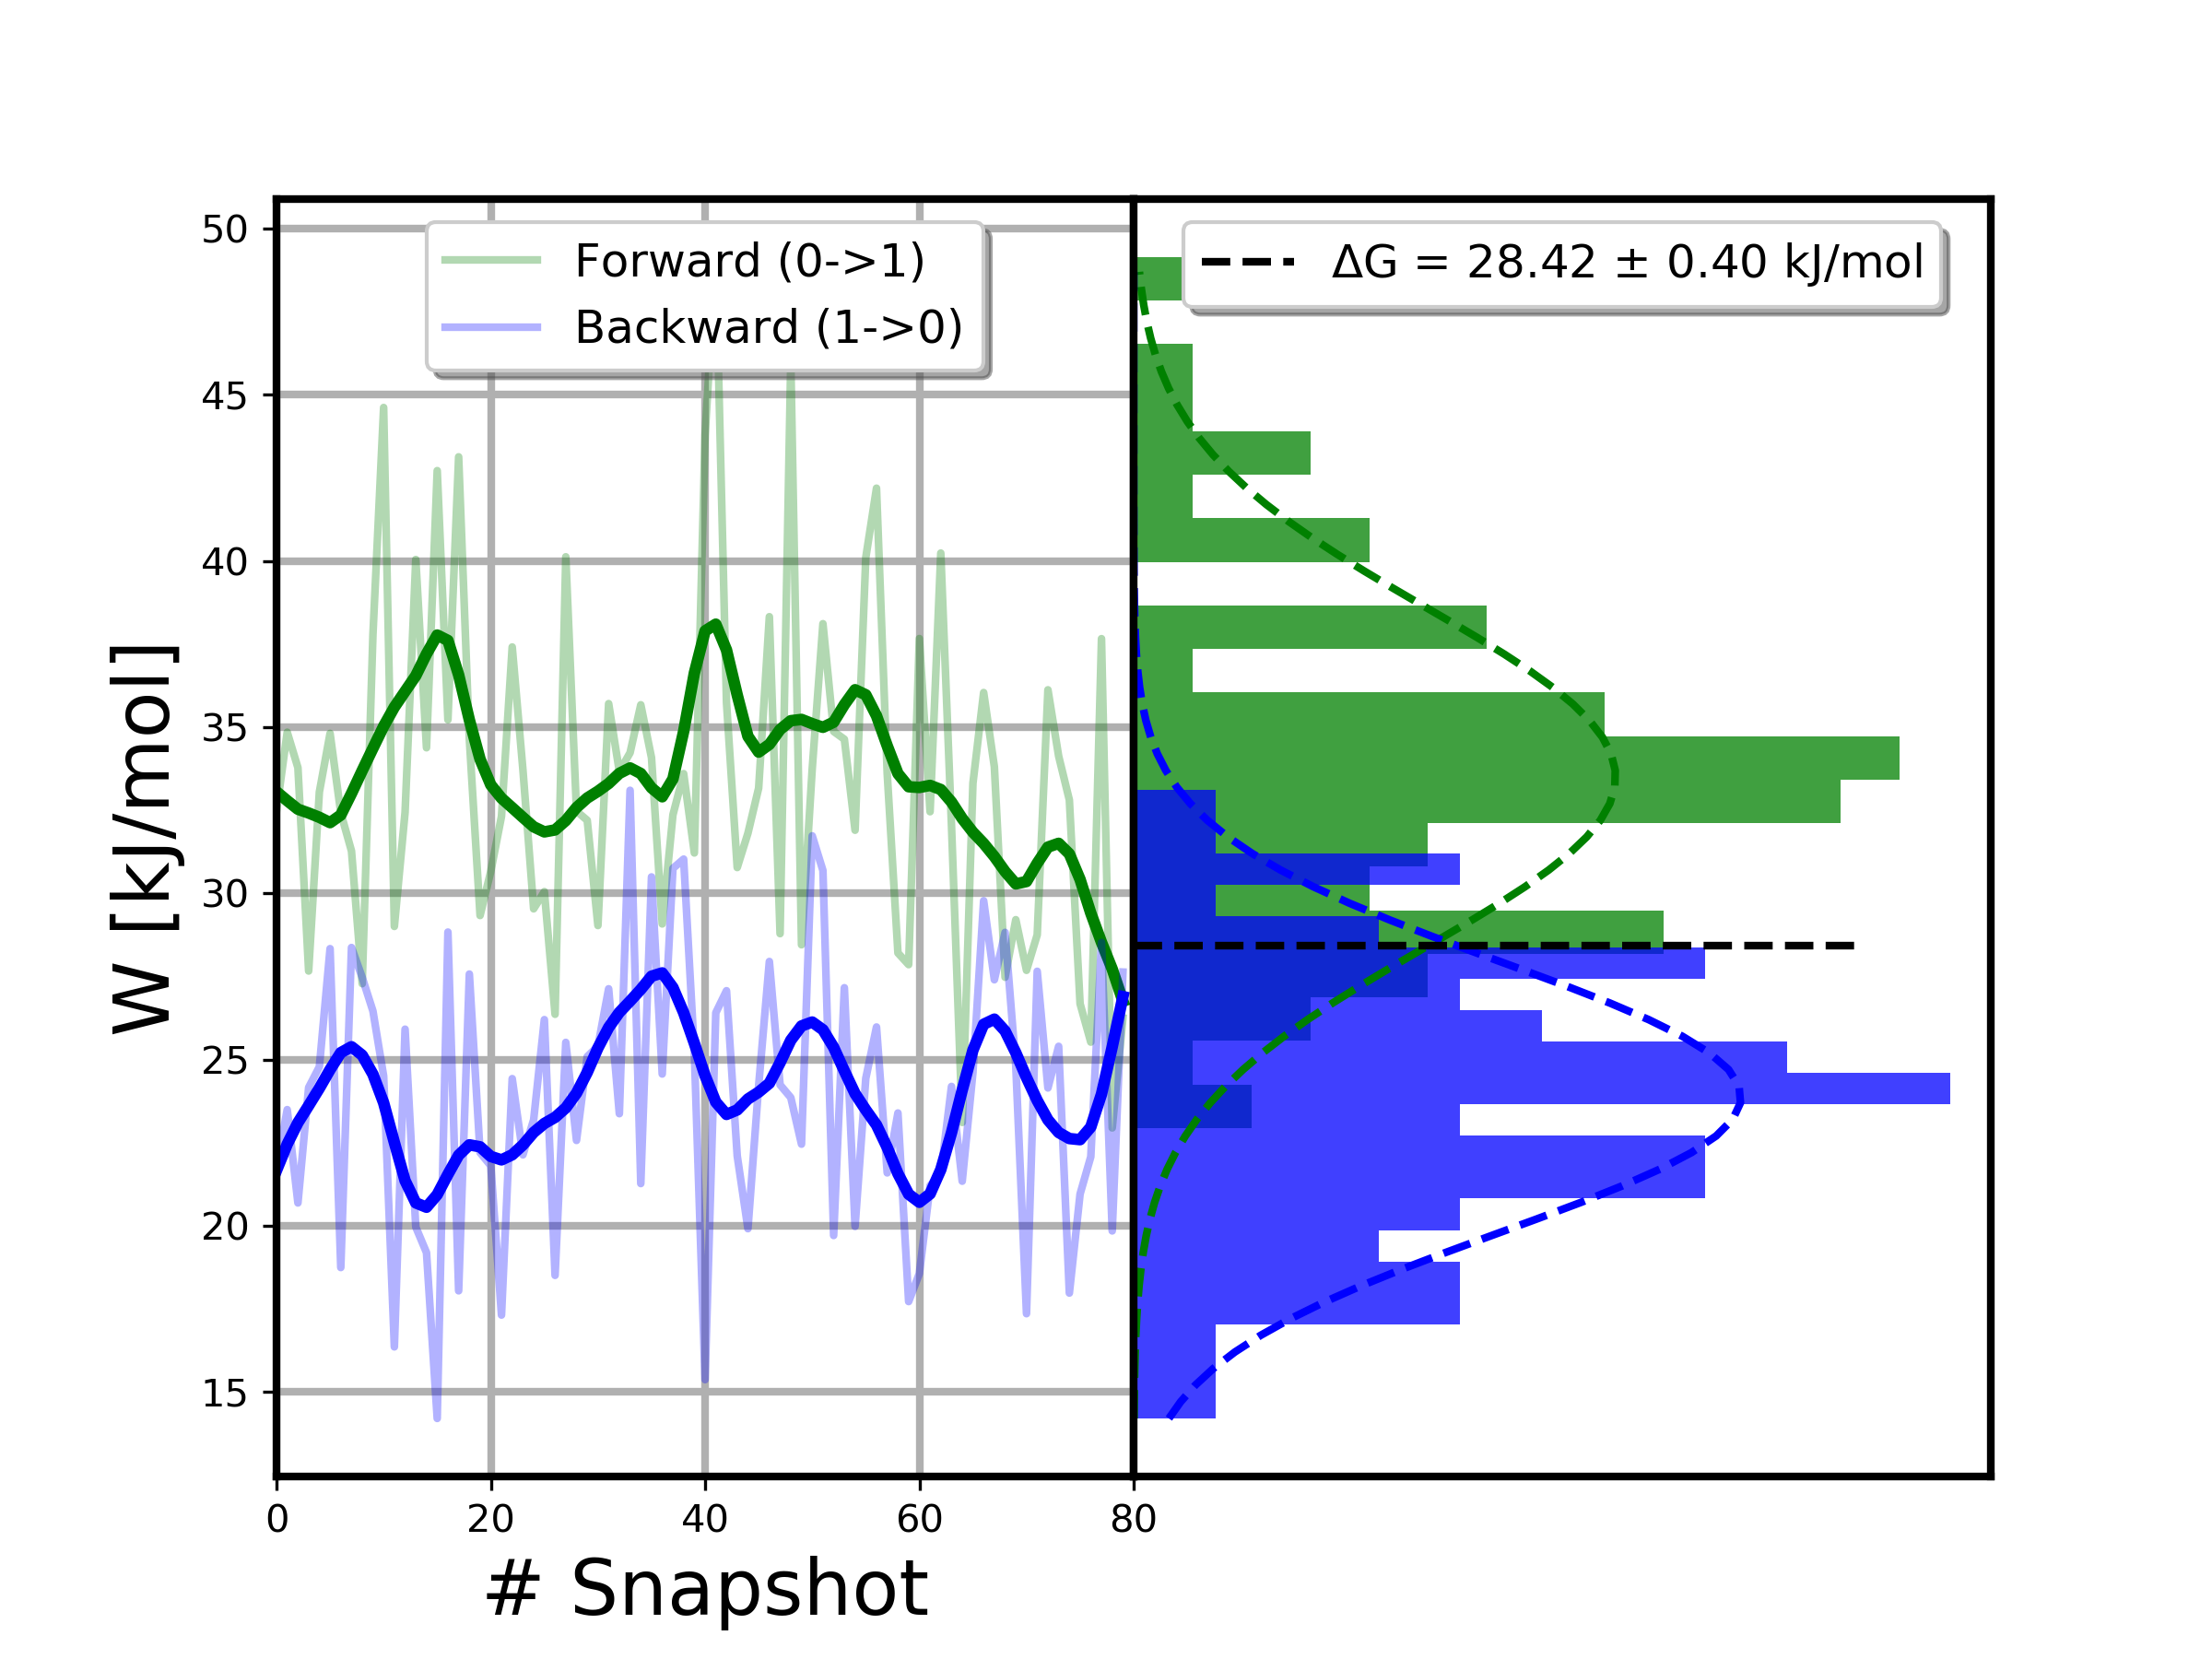 50
45
40
35
30
25
20
15
W [kJ/mol]
Forward (0->1)
Backward (1->0)
ΔG = 28.42 ± 0.40 kJ/mol
0 20 40 60 80
# Snapshot